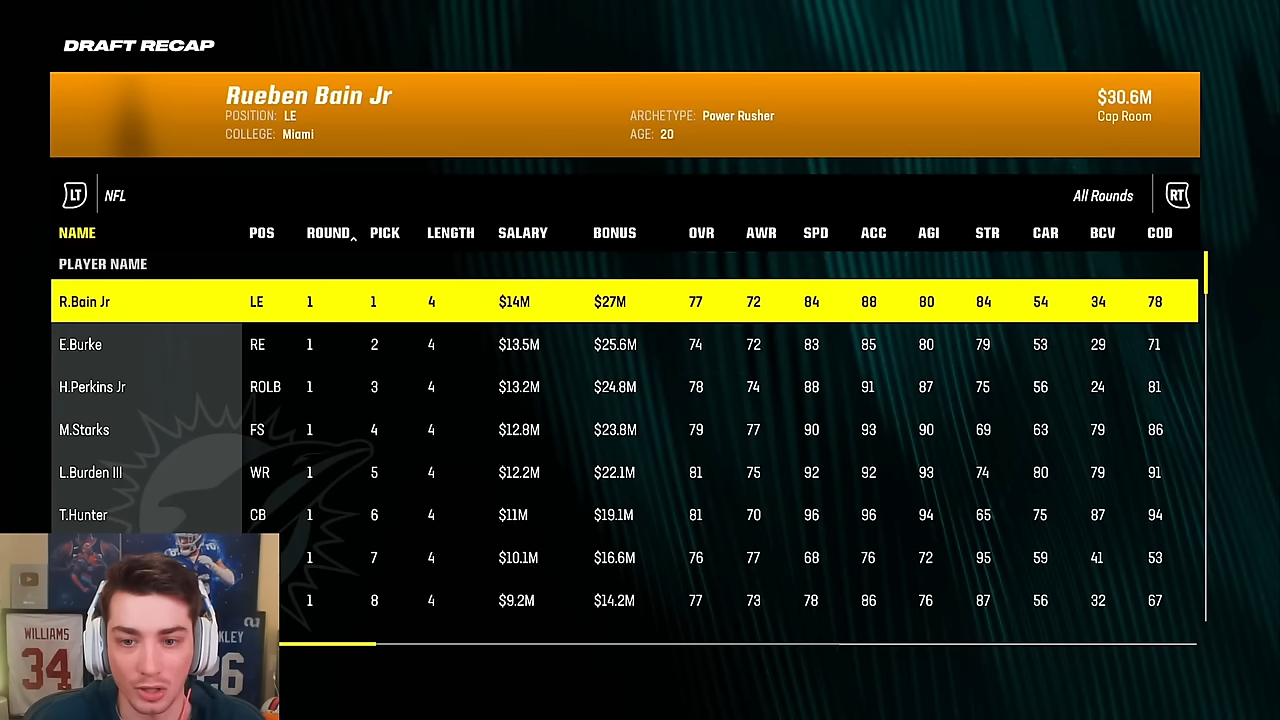 DRAFT RECAP
Rueben Bain Jr
POSITION: LE
COLLEGE: Miami
ARCHETYPE: Power Rusher
AGE: 20
$30.6M
Cap Room
LT NFL All Rounds RT
NAME POS ROUND PICK LENGTH SALARY BONUS OVR AWR SPD ACC AGI STR CAR BCV COD
PLAYER NAME
R.Bain Jr LE 1 1 4 $14M $27M 77 72 84 88 80 84 54 34 78
E.Burke RE 1 2 4 $13.5M $25.6M 74 72 83 85 80 79 53 29 71
H.Perkins Jr ROLB 1 3 4 $13.2M $24.8M 78 74 88 91 87 75 56 24 81
M.Starks FS 1 4 4 $12.8M $23.8M 79 77 90 93 90 69 63 79 86
L.Burden III WR 1 5 4 $12.2M $22.1M 81 75 92 92 93 74 80 79 91
T.Hunter CB 1 6 4 $11M $19.1M 81 70 96 96 94 65 75 87 94
1 7 4 $10.1M $16.6M 76 77 68 76 72 95 59 41 53
1 8 4 $9.2M $14.2M 77 73 78 86 76 87 56 32 67
WILLIAMS
34
KLEY
26